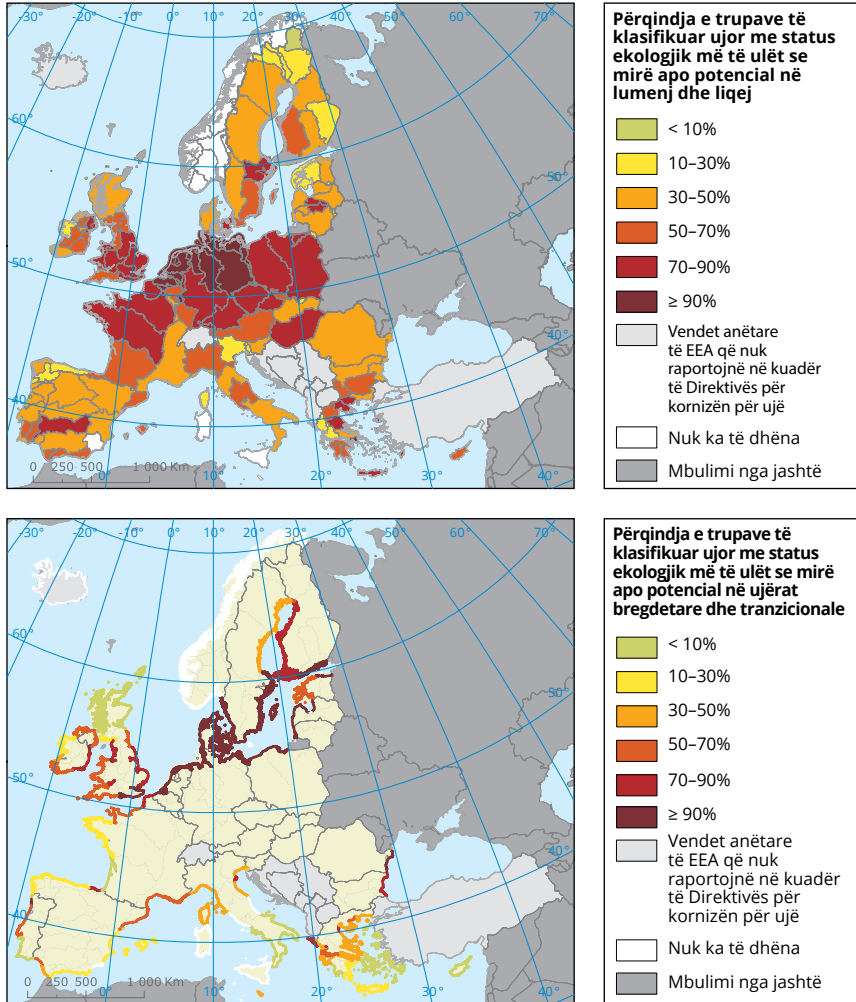 -30° -20° -10° 0° 10° 20° 30° 40° 50° 60° 70°
60°
50°
40°
60°
50°
40°
0 250 500 1 000 Km
0° 10° 20° 30°
Përqindja e trupave të
klasifikuar ujor me status
ekologjik më të ulët se
mirë apo potencial në
lumenj dhe liqej
< 10%
10–30%
30–50%
50–70%
70–90%
≥ 90%
Vendet anëtare
të EEA që nuk
raportojnë në kuadër
të Direktivës për
kornizën për ujë
Nuk ka të dhëna
Mbulimi nga jashtë
-30° -20° -10° 0° 10° 20° 30° 40° 50° 60° 70°
60°
50°
40°
60°
50°
40°
0 250 500 1 000 Km
0° 10° 20° 30°
Përqindja e trupave të
klasifikuar ujor me status
ekologjik më të ulët se mirë
apo potencial në ujërat
bregdetare dhe tranzicionale
< 10%
10–30%
30–50%
50–70%
70–90%
≥ 90%
Vendet anëtare
të EEA që nuk
raportojnë në kuadër
të Direktivës për
kornizën për ujë
Nuk ka të dhëna
Mbulimi nga jashtë